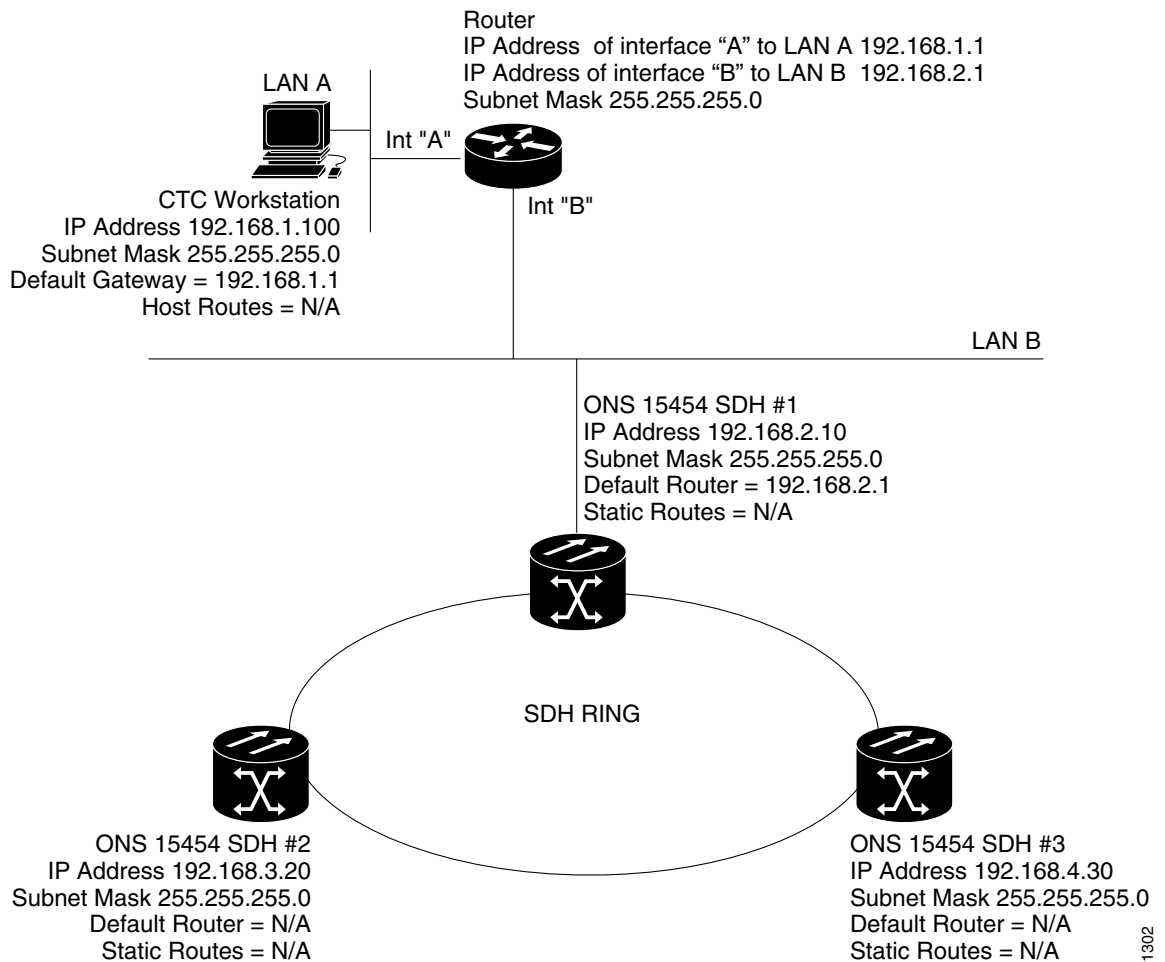 Router
IP Address  of interface “A” to LAN A 192.168.1.1
IP Address of interface “B” to LAN B  192.168.2.1
Subnet Mask 255.255.255.0
LAN A
Int "A"
Int "B"
CTC Workstation
IP Address 192.168.1.100
Subnet Mask 255.255.255.0
Default Gateway = 192.168.1.1
Host Routes = N/A
LAN B
ONS 15454 SDH #1
IP Address 192.168.2.10
Subnet Mask 255.255.255.0
Default Router = 192.168.2.1
Static Routes = N/A
SDH RING
ONS 15454 SDH #2
IP Address 192.168.3.20
Subnet Mask 255.255.255.0
Default Router = N/A
Static Routes = N/A
ONS 15454 SDH #3
IP Address 192.168.4.30
Subnet Mask 255.255.255.0
Default Router = N/A
Static Routes = N/A
1302